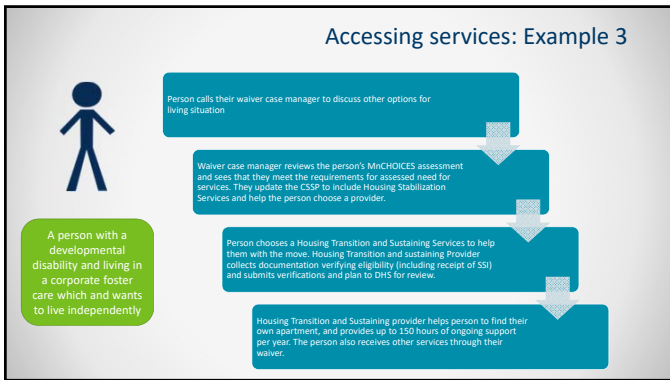 Accessing services: Example 3
Person calls their waiver case manager to discuss other options for
living situation
Waiver case manager reviews the person's MnCHOICES assessment
and sees that they meet the requirements for assessed need for
services. They update the CSSP to include Housing Stabilization
Services and help the person choose a provider.
A person with a
developmental
disability and living in
a corporate foster
care which and wants
to live independently
Person chooses a Housing Transition and Sustaining Services to help
them with the move. Housing Transition and sustaining Provider
collects documentation verifying eligibility (including receipt of SSI)
and submits verifications and plan to DHS for review.
Housing Transition and Sustaining provider helps person to find their
own apartment, and provides up to 150 hours of ongoing support
per year. The person also receives other services through their
waiver.